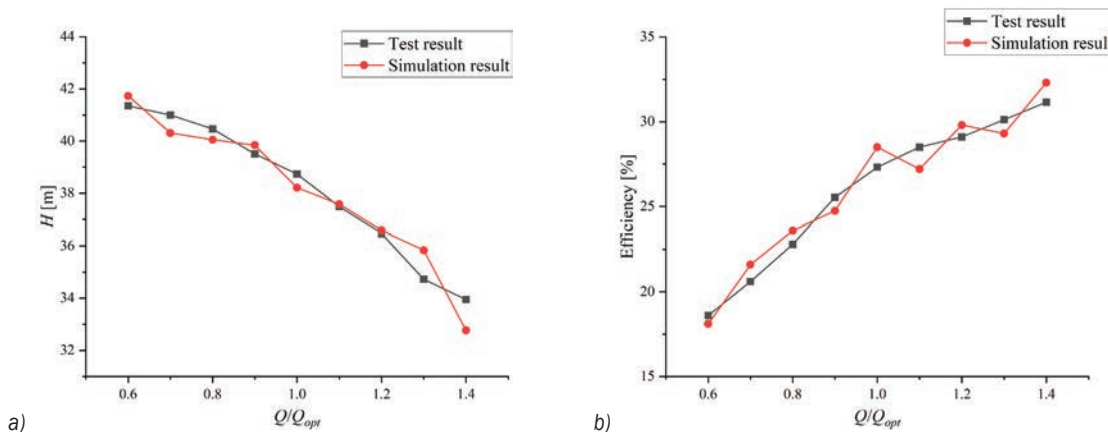 44
42
40
38
36
34
32
H [m]
0.6 0.8 1.0 1.2 1.4
Q/Qopt
Test result
Simulation result
a)
35
30
25
20
15
Efficiency [%]
0.6 0.8 1.0 1.2 1.4
Q/Qopt
Test result
Simulation result
b)